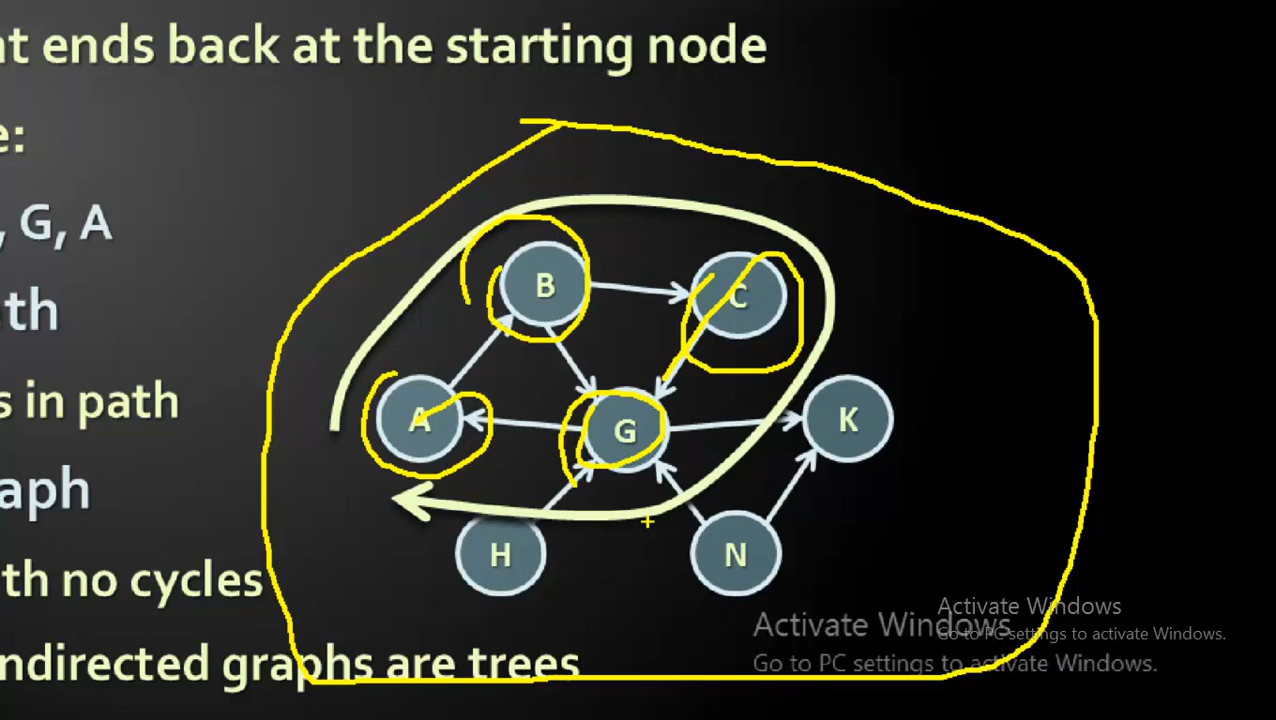 nt ends back at the starting node
e:
, G, A
th
s in path
aph
th no cycles
ndirected graphs are trees
B
C
A
G
K
H
N
Activate Windows
Go to PC settings to activate Windows.
Activate Windows
Go to PC settings to activate Windows.